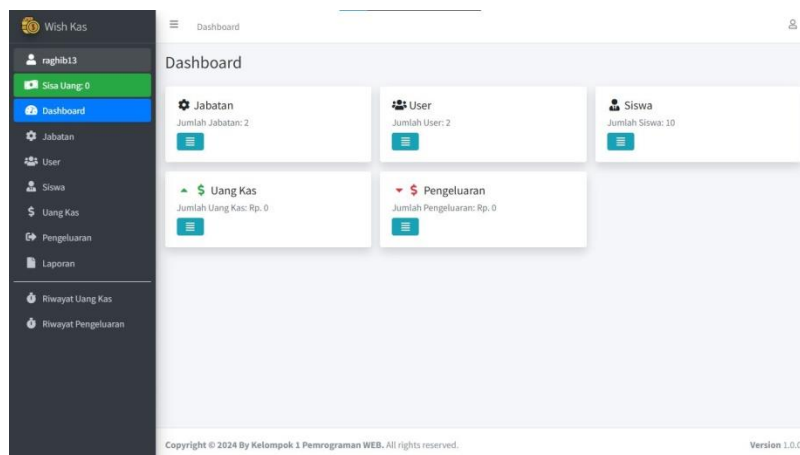 Wish Kas
raghib13
Sisa Uang: 0
Dashboard
Jabatan
User
Siswa
Uang Kas
Pengeluaran
Laporan
Riwayat Uang Kas
Riwayat Pengeluaran
Dashboard
Dashboard
Jabatan
Jumlah Jabatan: 2
User
Jumlah User: 2
Siswa
Jumlah Siswa: 10
$ Uang Kas
Jumlah Uang Kas: Rp. 0
$ Pengeluaran
Jumlah Pengeluaran: Rp. 0
Copyright © 2024 By Kelompok 1 Pemrograman WEB. All rights reserved.
Version 1.0.0